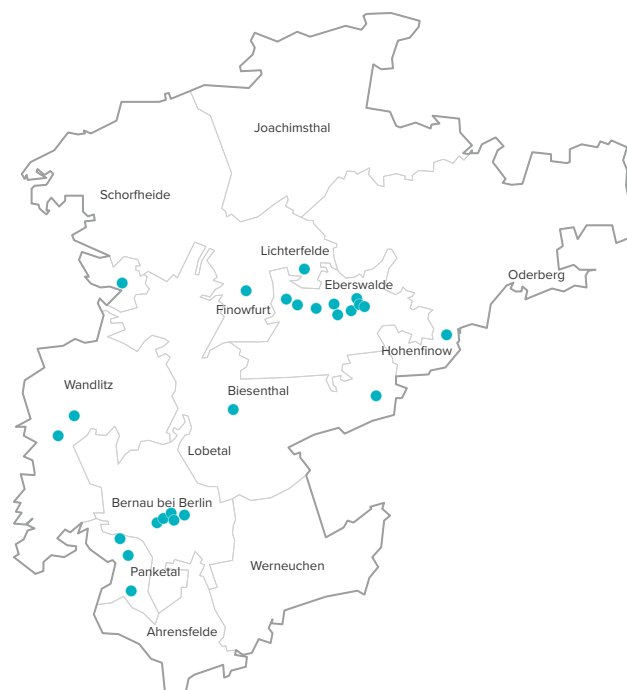 Joachimsthal
Schorfheide
Lichterfelde
Oderberg
Eberswalde
Finowfurt
Hohenfinow
Wandlitz
Biesenthal
Lobetal
Bernau bei Berlin
Werneuchen
Panketal
Ahrensfelde